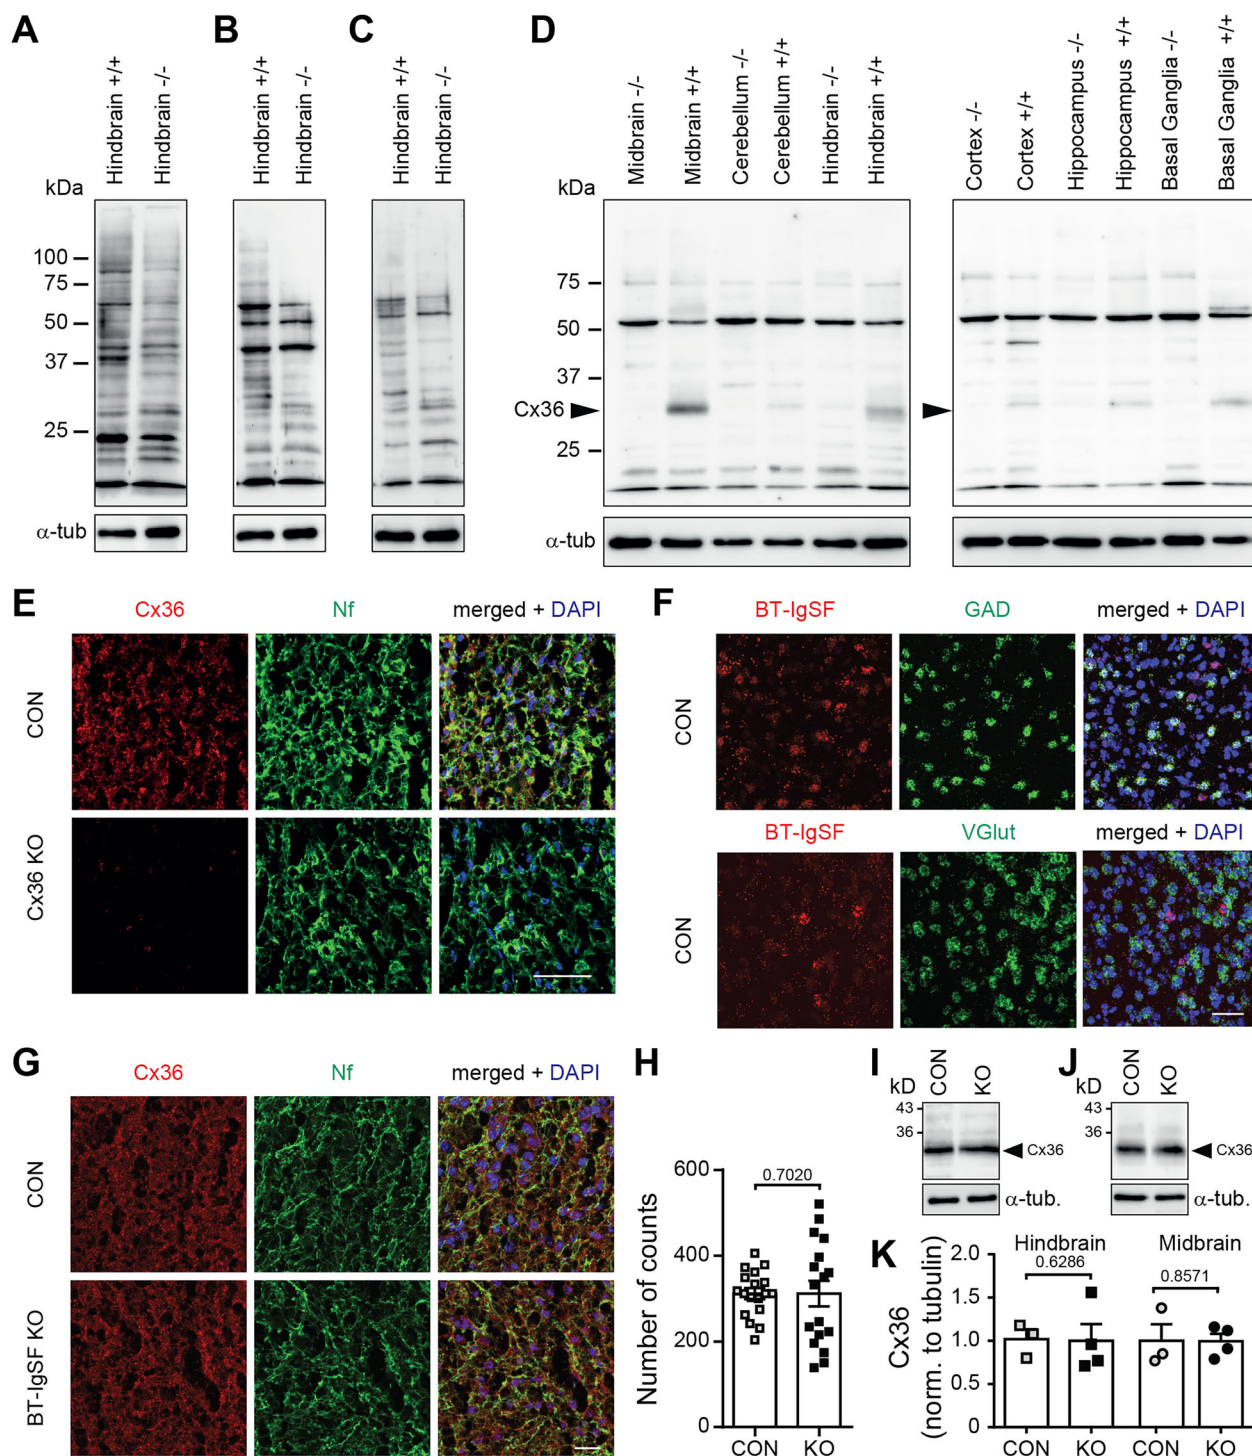 A
Hindbrain +/+
Hindbrain -/-
kDa
100
75
50
37
25
α-tub
B
Hindbrain +/+
Hindbrain -/-
C
Hindbrain +/+
Hindbrain -/-
D
Midbrain -/-
Midbrain +/+
Cerebellum -/-
Cerebellum +/+
Hindbrain -/-
Hindbrain +/+
Cortex -/-
Cortex +/+
Hippocampus -/-
Hippocampus +/+
Basal Ganglia -/-
Basal Ganglia +/+
kDa
75
50
37
Cx36
25
α-tub
E
Cx36
Nf
merged + DAPI
CON
Cx36 KO
F
BT-IgSF
GAD
merged + DAPI
CON
BT-IgSF
VGlut
merged + DAPI
CON
G
Cx36
Nf
merged + DAPI
CON
BT-IgSF KO
H
Number of counts
600
400
200
0
0.7020
CON
KO
I
kD
CON
KO
43
36
Cx36
α-tub.
J
kD
CON
KO
43
36
Cx36
α-tub.
K
Cx36
(norm. to tubulin)
2.0
1.5
1.0
0.5
0
Hindbrain
Midbrain
0.6286
0.8571
CON
KO
CON
KO